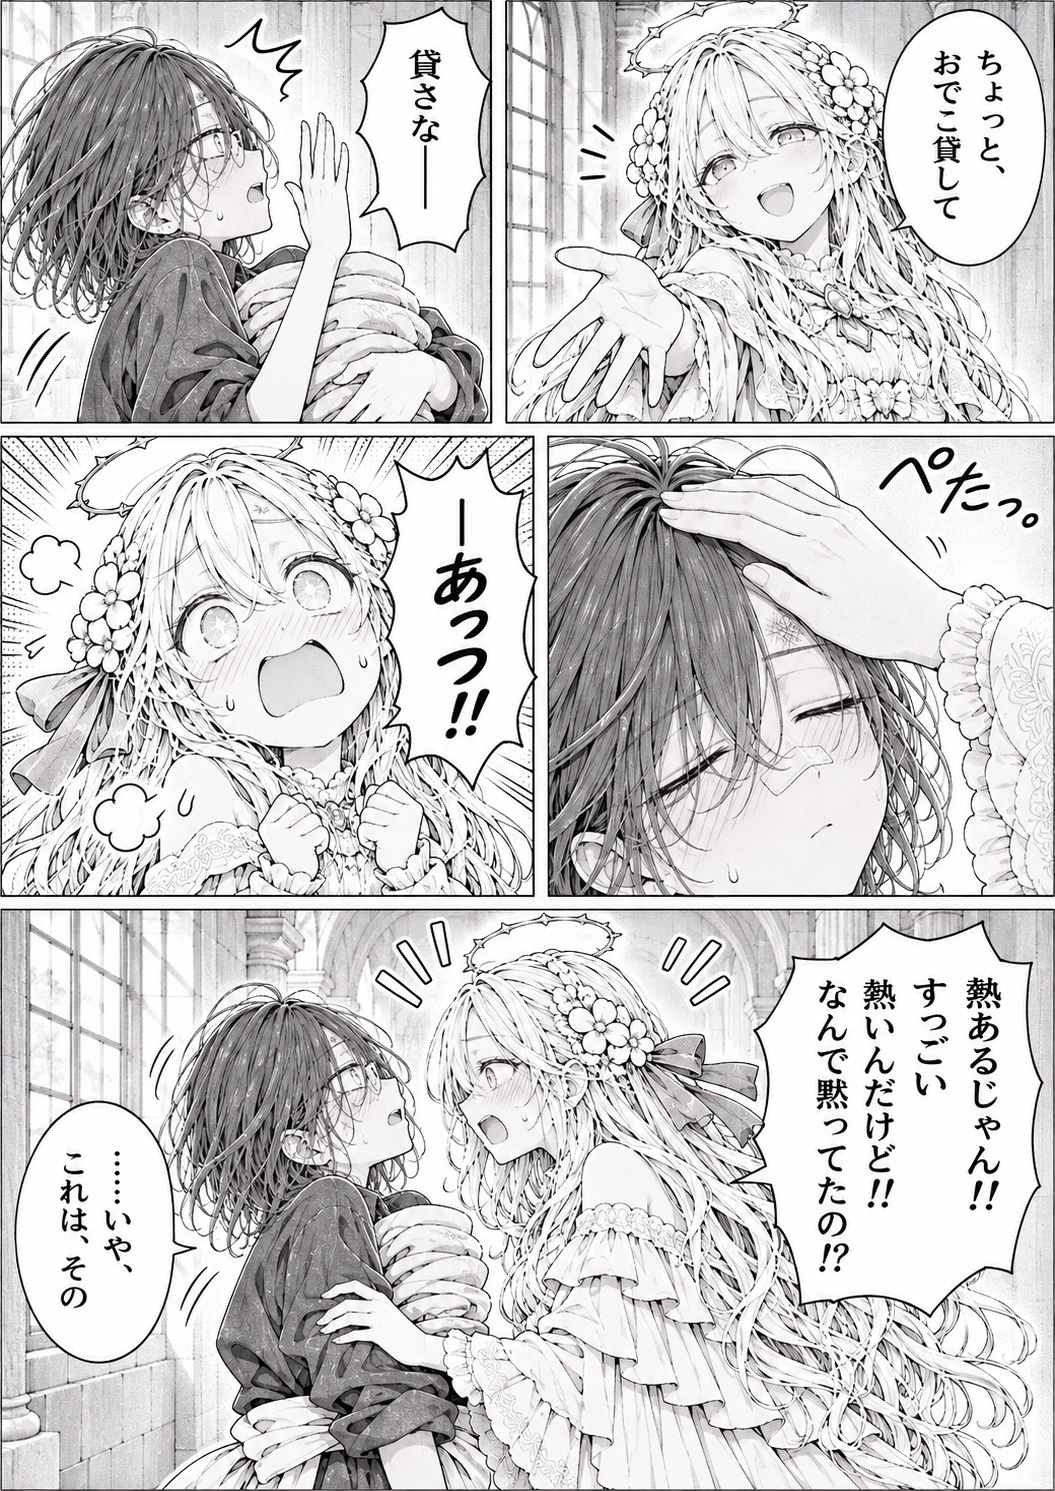 ちょっと、
おでこ貸して
貸さな——
ぺたっ。
—あっつ!!
熱あるじゃん!!
すっごい
熱いんだけど!!
なんで黙ってたの!?
……いや、
これは、その